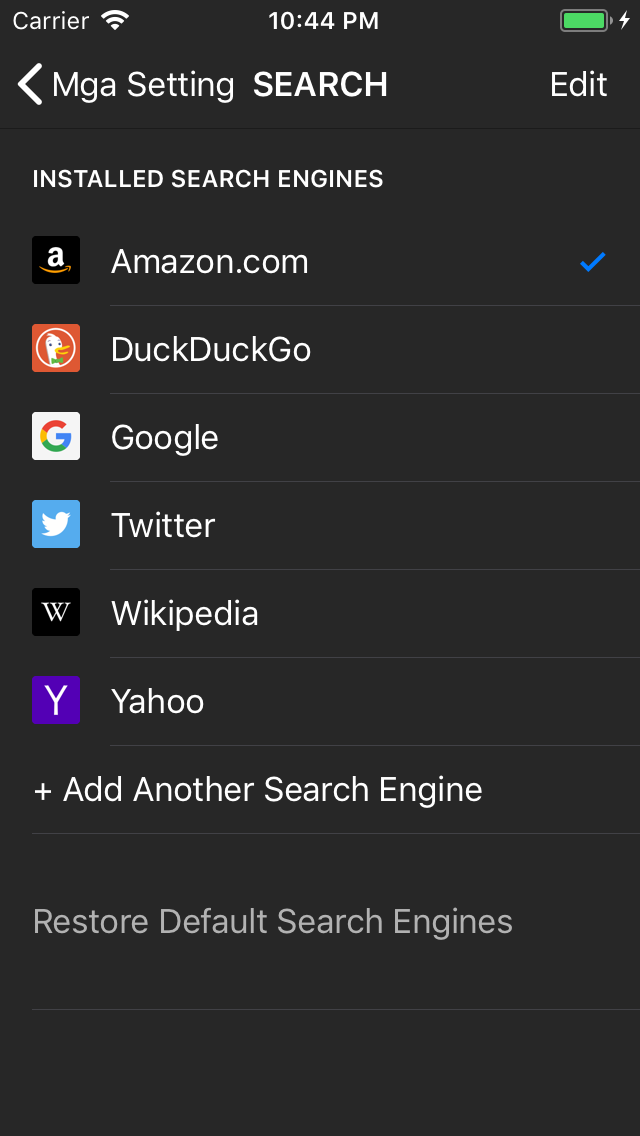 Carrier 10:44 PM
Mga Setting SEARCH Edit
INSTALLED SEARCH ENGINES
a Amazon.com
DuckDuckGo
G Google
Twitter
W Wikipedia
Y Yahoo
+ Add Another Search Engine
Restore Default Search Engines